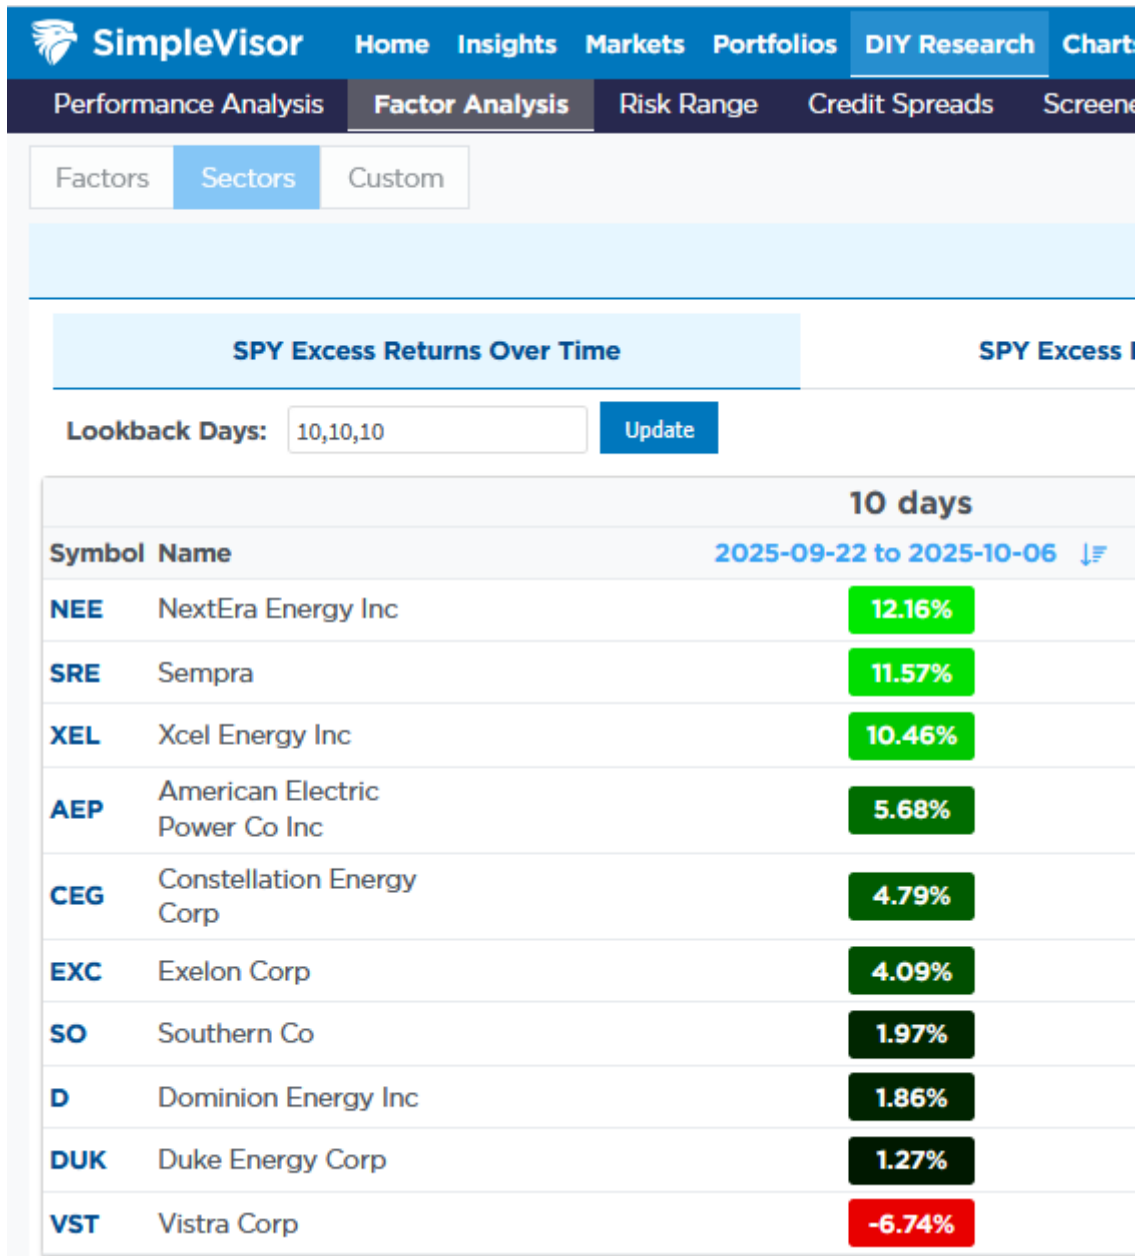 SimpleVisor Home Insights Markets Portfolios DIY Research Charts
Performance Analysis Factor Analysis Risk Range Credit Spreads
Factors Sectors Custom
SPY Excess Returns Over Time SPY Excess
Lookback Days: 10,10,10 Update
10 days
Symbol Name 2025-09-22 to 2025-10-06
NEE NextEra Energy Inc 12.16%
SRE Sempra 11.57%
XEL Xcel Energy Inc 10.46%
American Electric
AEP 5.68%
Power Co Inc
Constellation Energy
CEG 4.79%
Corp
EXC Exelon Corp 4.09%
SO Southern Co 1.97%
D Dominion Energy Inc 1.86%
DUK Duke Energy Corp 1.27%
VST Vistra Corp -6.74%